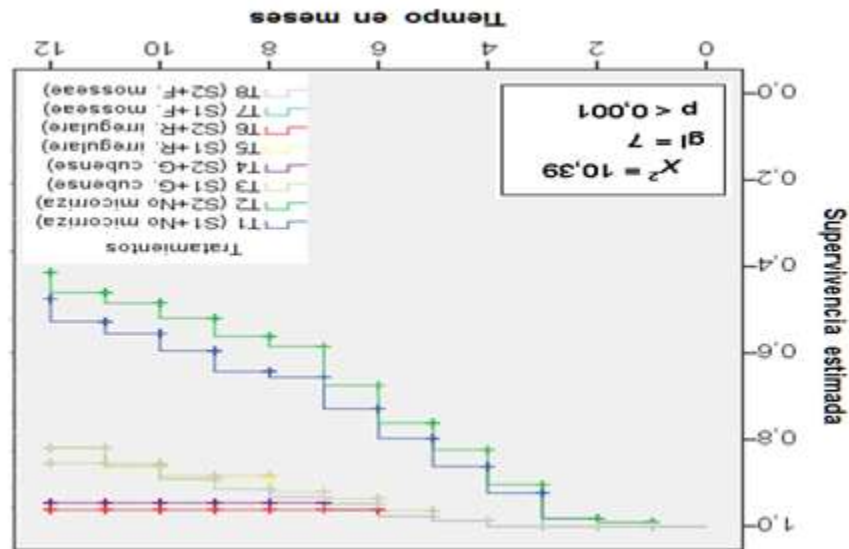 Supervivencia estimada
1,0
0,8
0,6
0,4
0,2
0,0
X² = 10,39
gl = 7
p < 0,001
Tratamientos
T1 (S1+No micorriza)
T2 (S2+No micorriza)
T3 (S1+G. cubense)
T4 (S2+G. cubense)
T5 (S1+R. irregulare)
T6 (S2+R. irregulare)
T7 (S1+F. mosseae)
T8 (S2+F. mosseae)
0 2 4 6 8 10 12
Tiempo en meses